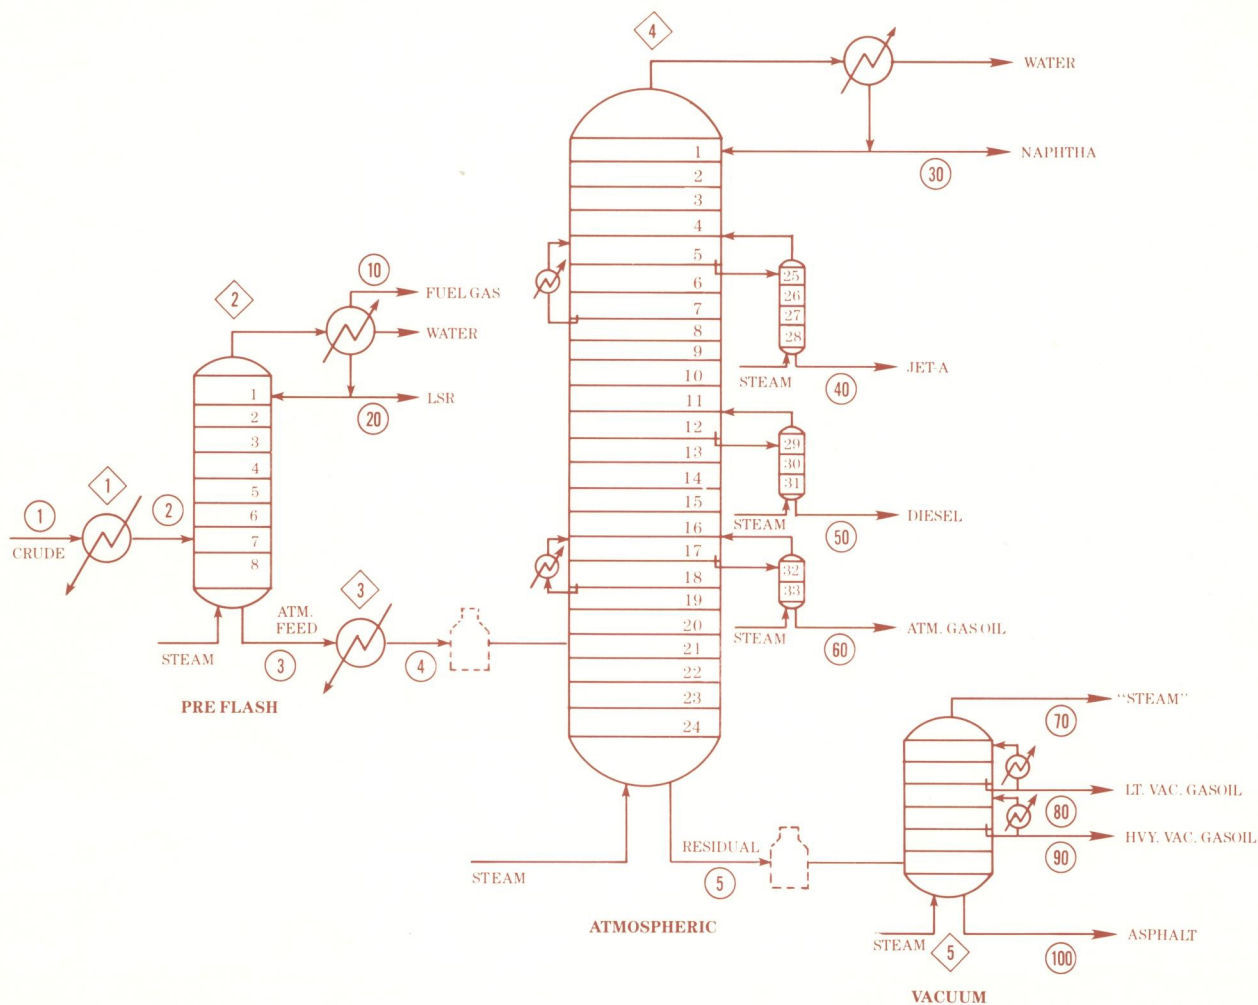 4
WATER
1
NAPHTHA
30
2
3
4
5
25
6
26
7
27
8
28
9
JET-A
10
STEAM
40
11
12
29
13
30
14
31
15
STEAM
DIESEL
50
16
17
32
18
33
19
20
STEAM
ATM. GAS OIL
60
21
22
23
24
2
10
FUEL GAS
WATER
1
LSR
20
2
3
4
5
6
7
8
1
1
2
CRUDE
3
ATM.
FEED
STEAM
3
4
PRE FLASH
"STEAM"
70
LT. VAC. GASOIL
80
HVY. VAC. GASOIL
90
RESIDUAL
STEAM
5
ATMOSPHERIC
STEAM
5
ASPHALT
100
VACUUM